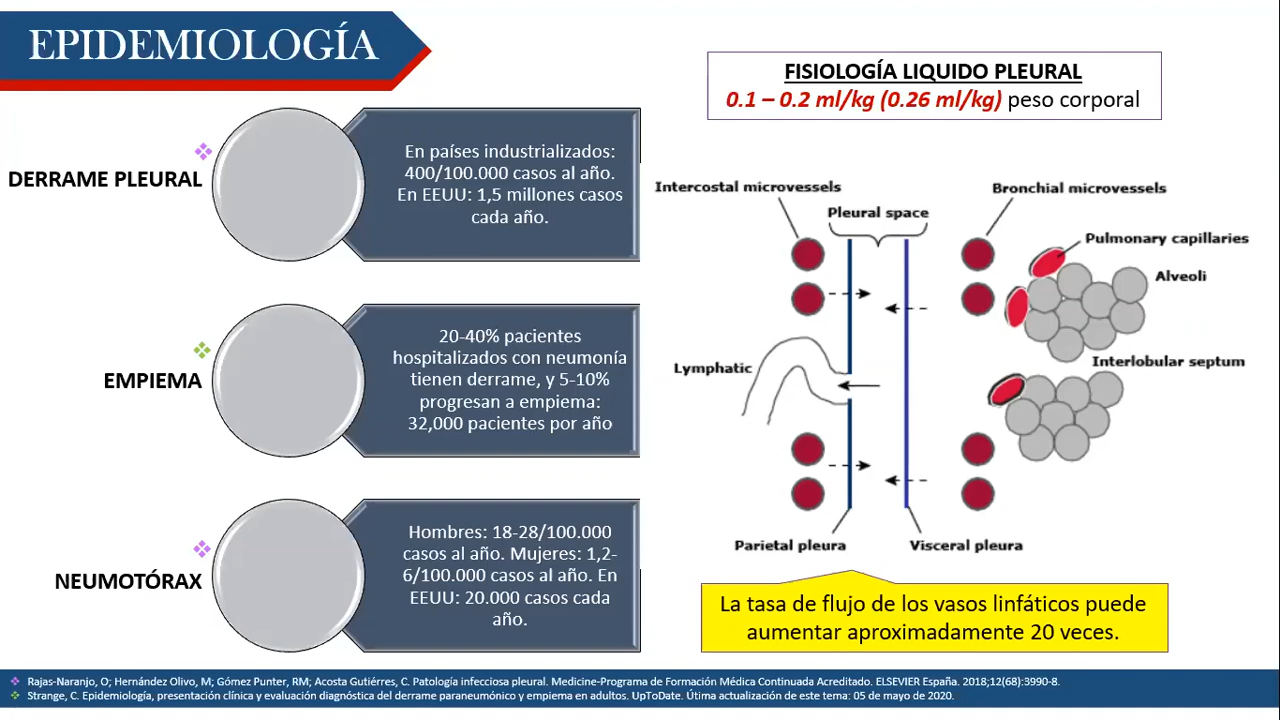 EPIDEMIOLOGÍA
❖
DERRAME PLEURAL
En países industrializados:
400/100.000 casos al año.
En EEUU: 1,5 millones casos
cada año.
❖
EMPIEMA
20-40% pacientes
hospitalizados con neumonía
tienen derrame, y 5-10%
progresan a empiema:
32,000 pacientes por año
❖
NEUMOTÓRAX
Hombres: 18-28/100.000
casos al año. Mujeres: 1,2-
6/100.000 casos al año. En
EEUU: 20.000 casos cada
año.
FISIOLOGÍA LIQUIDO PLEURAL
0.1 – 0.2 ml/kg (0.26 ml/kg) peso corporal
Intercostal microvessels
Bronchial microvessels
Pleural space
Pulmonary capillaries
Alveoli
Lymphatic
Interlobular septum
Parietal pleura
Visceral pleura
La tasa de flujo de los vasos linfáticos puede
aumentar aproximadamente 20 veces.
❖ Rajas-Naranjo, O; Hernández Olivo, M; Gómez Punter, RM; Acosta Gutiérres, C. Patología infecciosa pleural. Medicine-Programa de Formación Médica Continuada Acreditado. ELSEVIER España. 2018;12(68):3990-8.
❖ Strange, C. Epidemiología, presentación clínica y evaluación diagnóstica del derrame paraneumónico y empiema en adultos. UpToDate. Útima actualización de este tema: 05 de mayo de 2020.